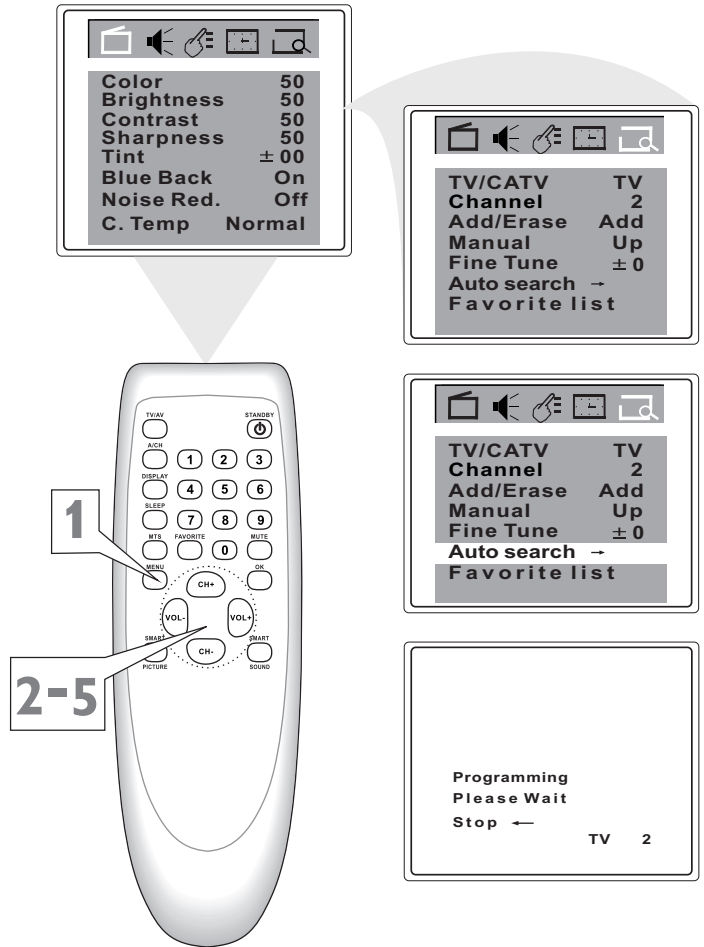 Color 50
Brightness 50
Contrast 50
Sharpness 50
Tint ± 00
Blue Back On
Noise Red. Off
C. Temp Normal
TV/CATV TV
Channel 2
Add/Erase Add
Manual Up
Fine Tune ± 0
Auto search →
Favorite list
TV/CATV TV
Channel 2
Add/Erase Add
Manual Up
Fine Tune ± 0
Auto search →
Favorite list
Programming
Please Wait
Stop ←
TV 2
TV/AV STANDBY
A/CH
1 2 3
DISPLAY
4 5 6
SLEEP
7 8 9
MTS FAVORITE MUTE
0
MENU OK
CH+
VOL- VOL+
CH-
SMART SMART
PICTURE SOUND
1
2-5